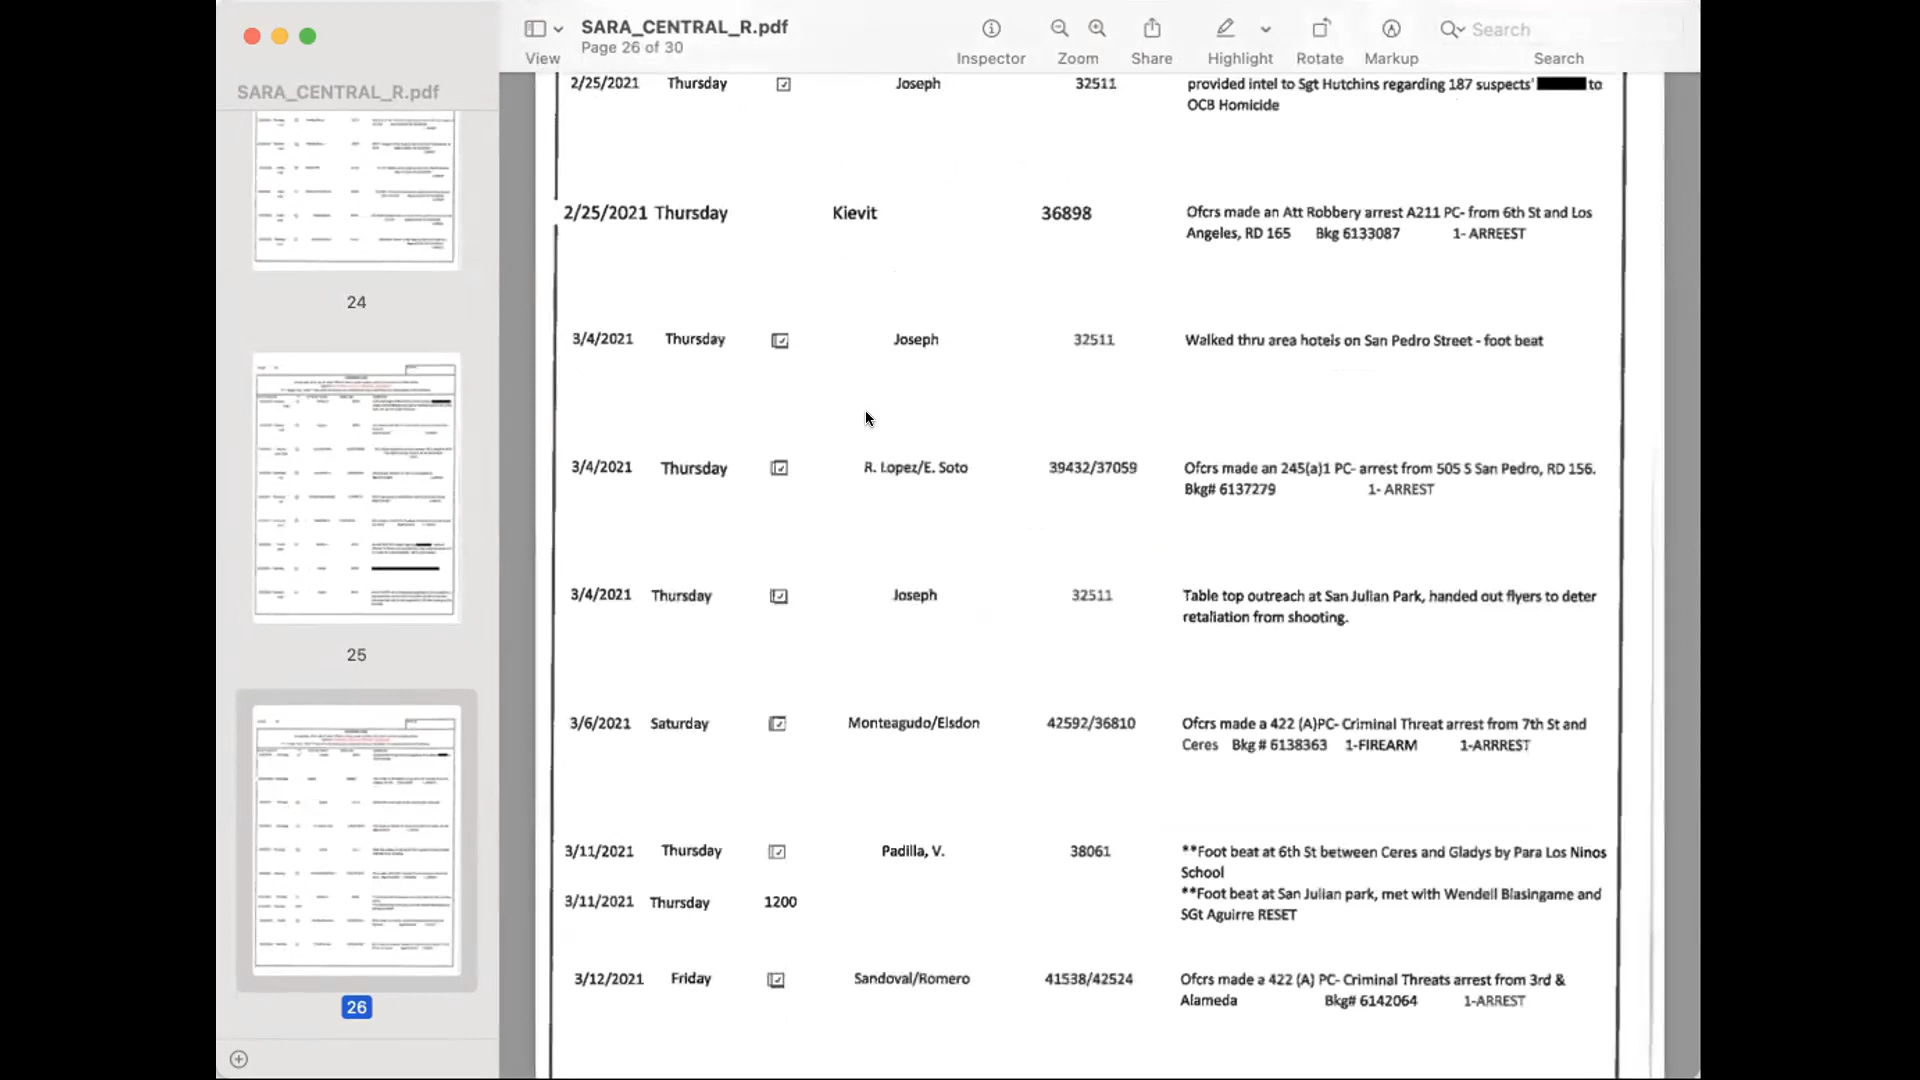 SARA_CENTRAL_R.pdf
Page 26 of 30
View
Inspector
Zoom
Share
Highlight
Rotate
Markup
Search
Search
SARA_CENTRAL_R.pdf
24
25
26
2/25/2021 Thursday Joseph 32511 provided intel to Sgt Hutchins regarding 187 suspects' to
OCB Homicide
2/25/2021 Thursday Kievit 36898 Ofcrs made an Att Robbery arrest A211 PC- from 6th St and Los
Angeles, RD 165 Bkg 6133087 1- ARREEST
3/4/2021 Thursday Joseph 32511 Walked thru area hotels on San Pedro Street - foot beat
3/4/2021 Thursday R. Lopez/E. Soto 39432/37059 Ofcrs made an 245(a)1 PC- arrest from 505 S San Pedro, RD 156.
Bkg# 6137279 1- ARREST
3/4/2021 Thursday Joseph 32511 Table top outreach at San Julian Park, handed out flyers to deter
retaliation from shooting.
3/6/2021 Saturday Monteagudo/Elsdon 42592/36810 Ofcrs made a 422 (A)PC- Criminal Threat arrest from 7th St and
Ceres Bkg # 6138363 1-FIREARM 1-ARRREST
3/11/2021 Thursday Padilla, V. 38061 **Foot beat at 6th St between Ceres and Gladys by Para Los Ninos
School
3/11/2021 Thursday 1200 **Foot beat at San Julian park, met with Wendell Blasingame and
SGt Aguirre RESET
3/12/2021 Friday Sandoval/Romero 41538/42524 Ofcrs made a 422 (A) PC- Criminal Threats arrest from 3rd &
Alameda Bkg# 6142064 1-ARREST